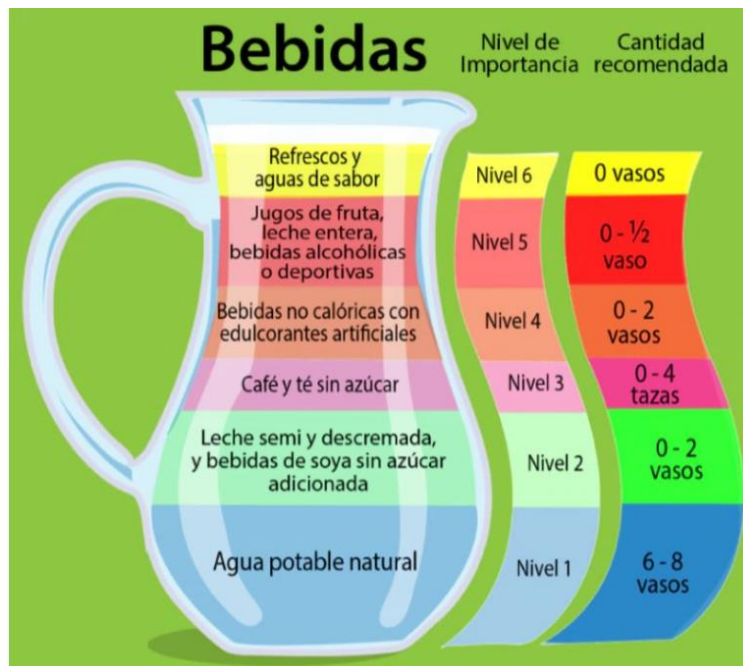 Bebidas
Nivel de
Importancia
Cantidad
recomendada
Refrescos y
aguas de sabor
Nivel 6
0 vasos
Jugos de fruta,
leche entera,
bebidas alcohólicas
o deportivas
Nivel 5
0 - ½
vaso
Bebidas no calóricas con
edulcorantes artificiales
Nivel 4
0 - 2
vasos
Café y té sin azúcar
Nivel 3
0 - 4
tazas
Leche semi y descremada,
y bebidas de soya sin azúcar
adicionada
Nivel 2
0 - 2
vasos
Agua potable natural
Nivel 1
6 - 8
vasos